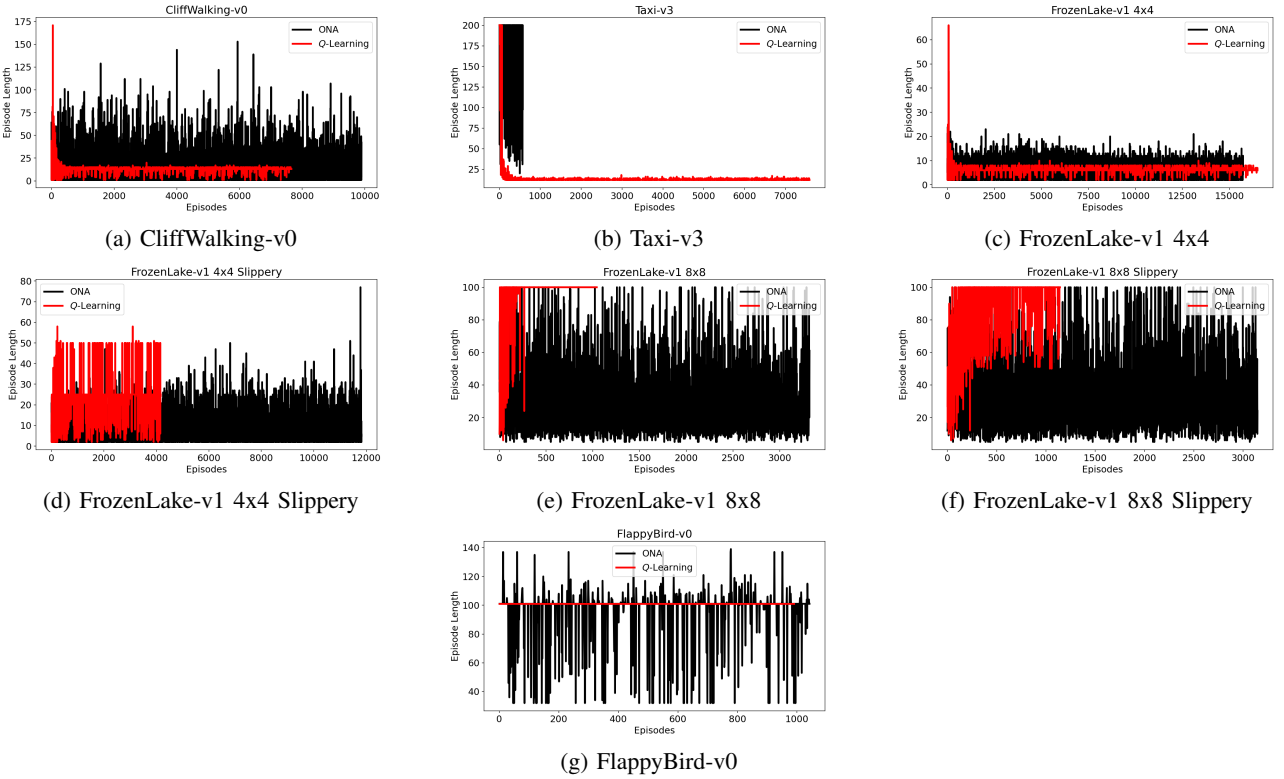 CliffWalking-v0
175
150
125
100
75
50
25
0
Episode Length
0 2000 4000 6000 8000 10000
Episodes
ONA
Q-Learning
(a) CliffWalking-v0
Taxi-v3
200
175
150
125
100
75
50
25
Episode Length
0 1000 2000 3000 4000 5000 6000 7000
Episodes
ONA
Q-Learning
(b) Taxi-v3
FrozenLake-v1 4x4
60
50
40
30
20
10
0
Episode Length
0 2500 5000 7500 10000 12500 15000
Episodes
ONA
Q-Learning
(c) FrozenLake-v1 4x4
FrozenLake-v1 4x4 Slippery
80
70
60
50
40
30
20
10
0
Episode Length
0 2000 4000 6000 8000 10000 12000
Episodes
ONA
Q-Learning
(d) FrozenLake-v1 4x4 Slippery
FrozenLake-v1 8x8
100
80
60
40
20
Episode Length
0 500 1000 1500 2000 2500 3000
Episodes
ONA
Q-Learning
(e) FrozenLake-v1 8x8
FrozenLake-v1 8x8 Slippery
100
80
60
40
20
Episode Length
0 500 1000 1500 2000 2500 3000
Episodes
ONA
Q-Learning
(f) FrozenLake-v1 8x8 Slippery
FlappyBird-v0
140
120
100
80
60
40
Episode Length
0 200 400 600 800 1000
Episodes
ONA
Q-Learning
(g) FlappyBird-v0